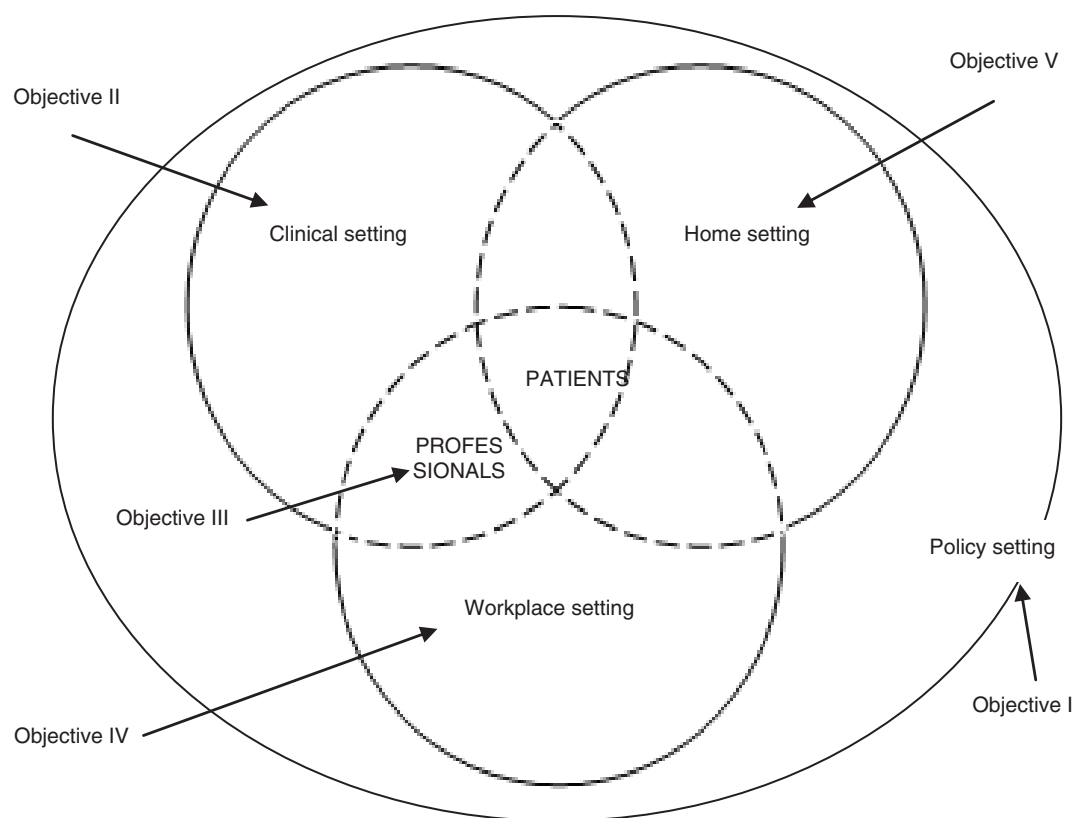 Objective V
Objective II
Clinical setting
Home setting
PATIENTS
PROFES
SIONALS
Objective III
Policy setting
Workplace setting
Objective I
Objective IV